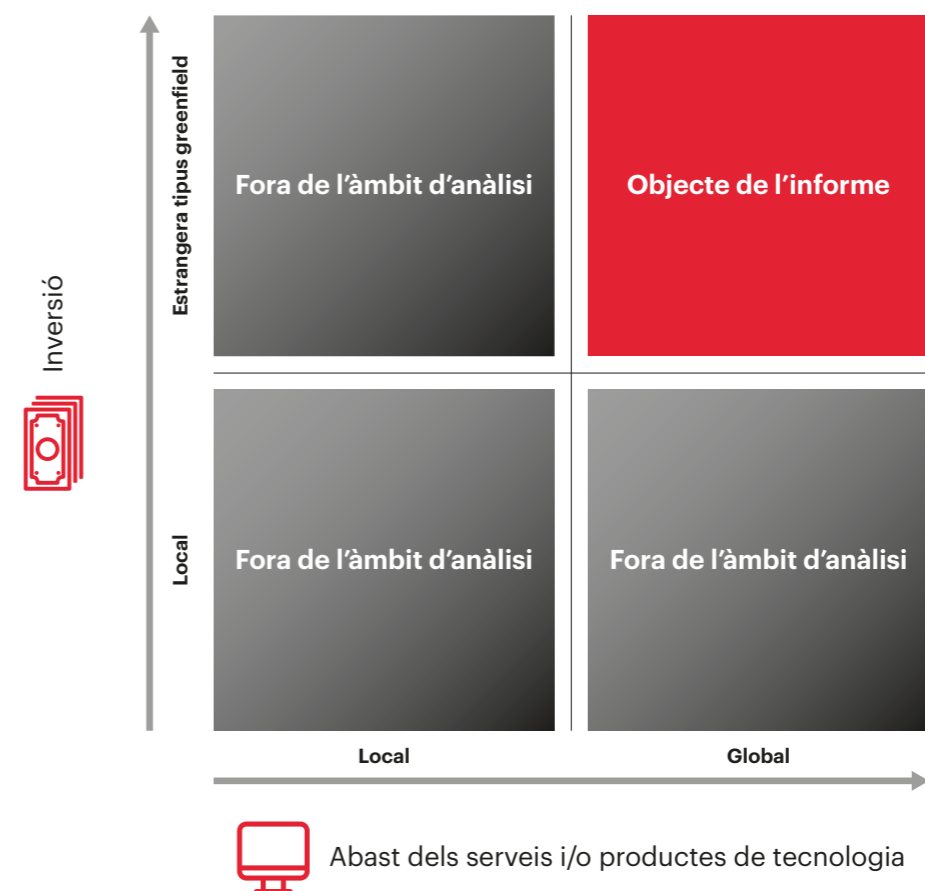 Inversió
Estrangera tipus greenfield
Fora de l’àmbit d’anàlisi
Objecte de l’informe
Local
Fora de l’àmbit d’anàlisi
Fora de l’àmbit d’anàlisi
Local
Global
Abast dels serveis i/o productes de tecnologia